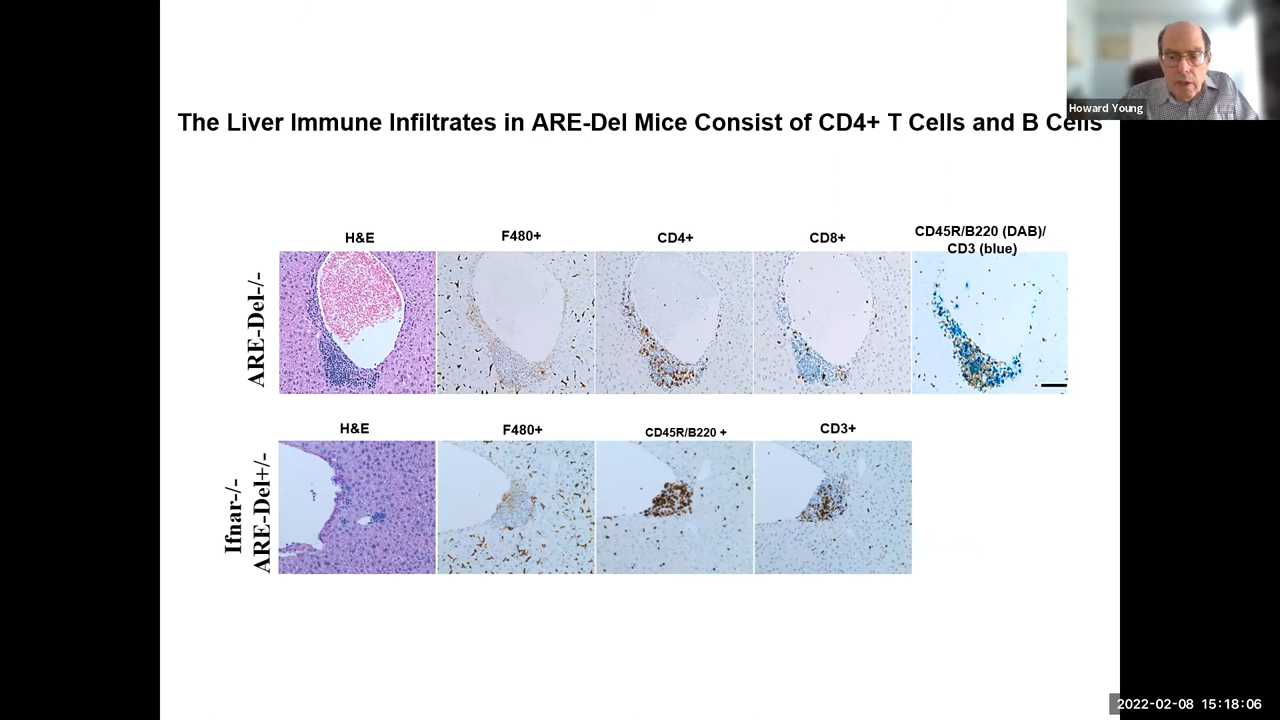 Howard Young
The Liver Immune Infiltrates in ARE-Del Mice Consist of CD4+ T Cells and B Cells
H&E
F480+
CD4+
CD8+
CD45R/B220 (DAB)/
CD3 (blue)
ARE-Del-/-
H&E
F480+
CD45R/B220 +
CD3+
Ifnar-/-
ARE-Del+/-
2022-02-08 15:18:06